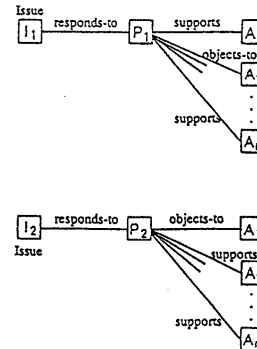 Issue
I1 responds-to P1 supports A
objects-to
A
supports
A
I2 responds-to P2 objects-to A
Issue
supports
A
supports
A